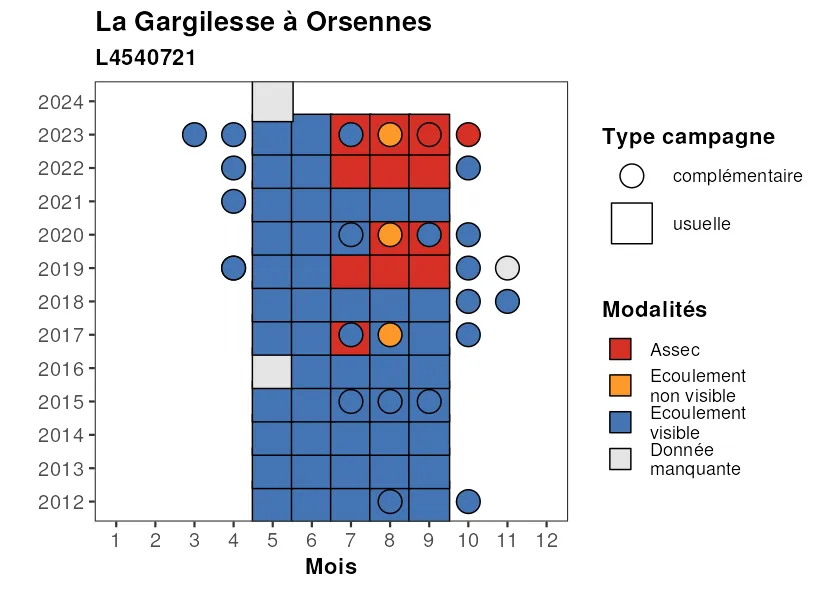 La Gargilesse à Orsennes
L4540721
2024
2023
2022
2021
2020
2019
2018
2017
2016
2015
2014
2013
2012
1 2 3 4 5 6 7 8 9 10 11 12
Mois
Type campagne
complémentaire
usuelle
Modalités
Assec
Ecoulement
non visible
Ecoulement
visible
Donnée
manquante